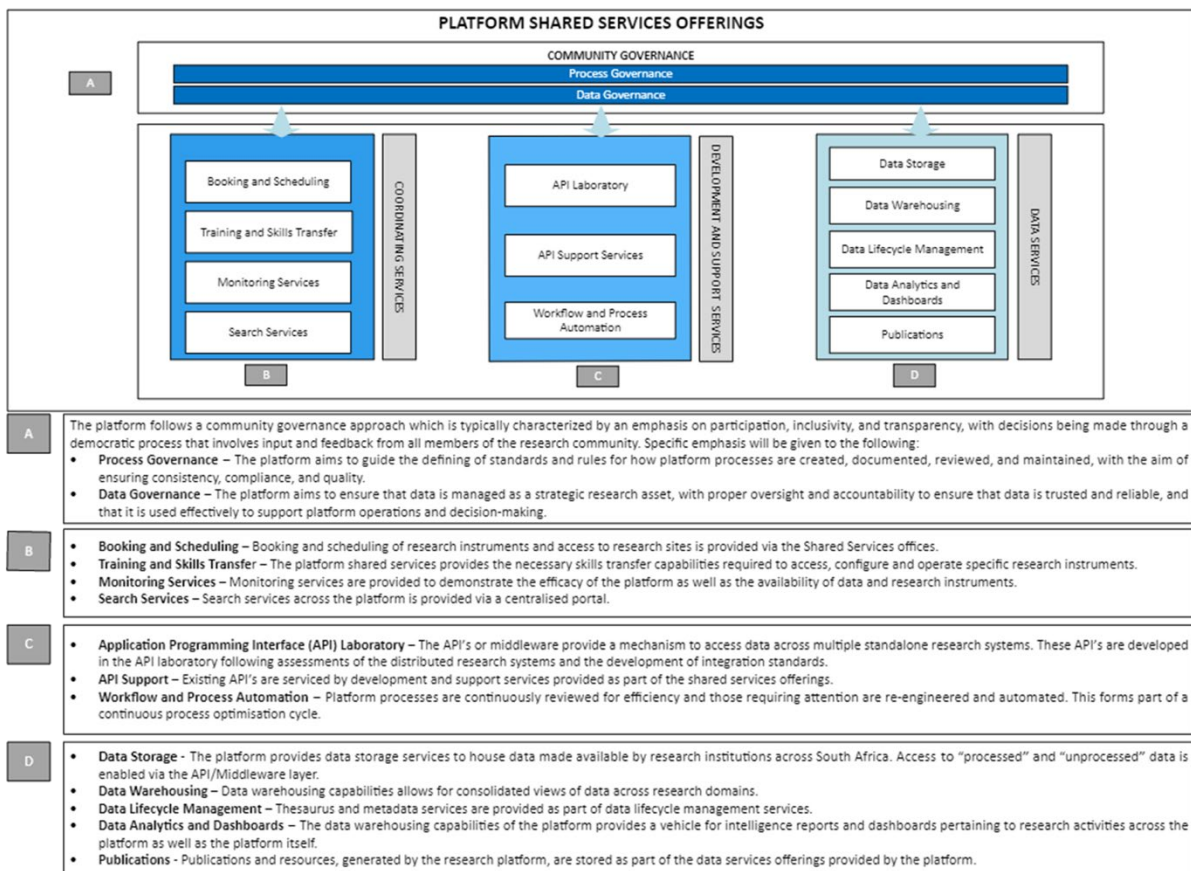 PLATFORM SHARED SERVICES OFFERINGS
COMMUNITY GOVERNANCE
A
Process Governance
Data Governance
Booking and Scheduling
Training and Skills Transfer
Monitoring Services
Search Services
COORDINATING SERVICES
B
API Laboratory
API Support Services
Workflow and Process
Automation
DEVELOPMENT AND SUPPORT SERVICES
C
Data Storage
Data Warehousing
Data Lifecycle Management
Data Analytics and
Dashboards
Publications
DATA SERVICES
D
A
The platform follows a community governance approach which is typically characterized by an emphasis on participation, inclusivity, and transparency, with decisions being made through a
democratic process that involves input and feedback from all members of the research community. Specific emphasis will be given to the following:
• Process Governance – The platform aims to guide the defining of standards and rules for how platform processes are created, documented, reviewed, and maintained, with the aim of
ensuring consistency, compliance, and quality.
• Data Governance – The platform aims to ensure that data is managed as a strategic research asset, with proper oversight and accountability to ensure that data is trusted and reliable, and
that it is used effectively to support platform operations and decision-making.
B
• Booking and Scheduling – Booking and scheduling of research instruments and access to research sites is provided via the Shared Services offices.
• Training and Skills Transfer – The platform shared services provides the necessary skills transfer capabilities required to access, configure and operate specific research instruments.
• Monitoring Services – Monitoring services are provided to demonstrate the efficacy of the platform as well as the availability of data and research instruments.
• Search Services – Search services across the platform is provided via a centralised portal.
C
• Application Programming Interface (API) Laboratory – The API's or middleware provide a mechanism to access data across multiple standalone research systems. These API's are developed
in the API laboratory following assessments of the distributed research systems and the development of integration standards.
• API Support – Existing API's are serviced by development and support services provided as part of the shared services offerings.
• Workflow and Process Automation – Platform processes are continuously reviewed for efficiency and those requiring attention are re-engineered and automated. This forms part of a
continuous process optimisation cycle.
D
• Data Storage - The platform provides data storage services to house data made available by research institutions across South Africa. Access to “processed” and “unprocessed” data is
enabled via the API/Middleware layer.
• Data Warehousing – Data warehousing capabilities allows for consolidated views of data across research domains.
• Data Lifecycle Management – Thesaurus and metadata services are provided as part of data lifecycle management services.
• Data Analytics and Dashboards – The data warehousing capabilities of the platform provides a vehicle for intelligence reports and dashboards pertaining to research activities across the
platform as well as the platform itself.
• Publications - Publications and resources, generated by the research platform, are stored as part of the data services offerings provided by the platform.